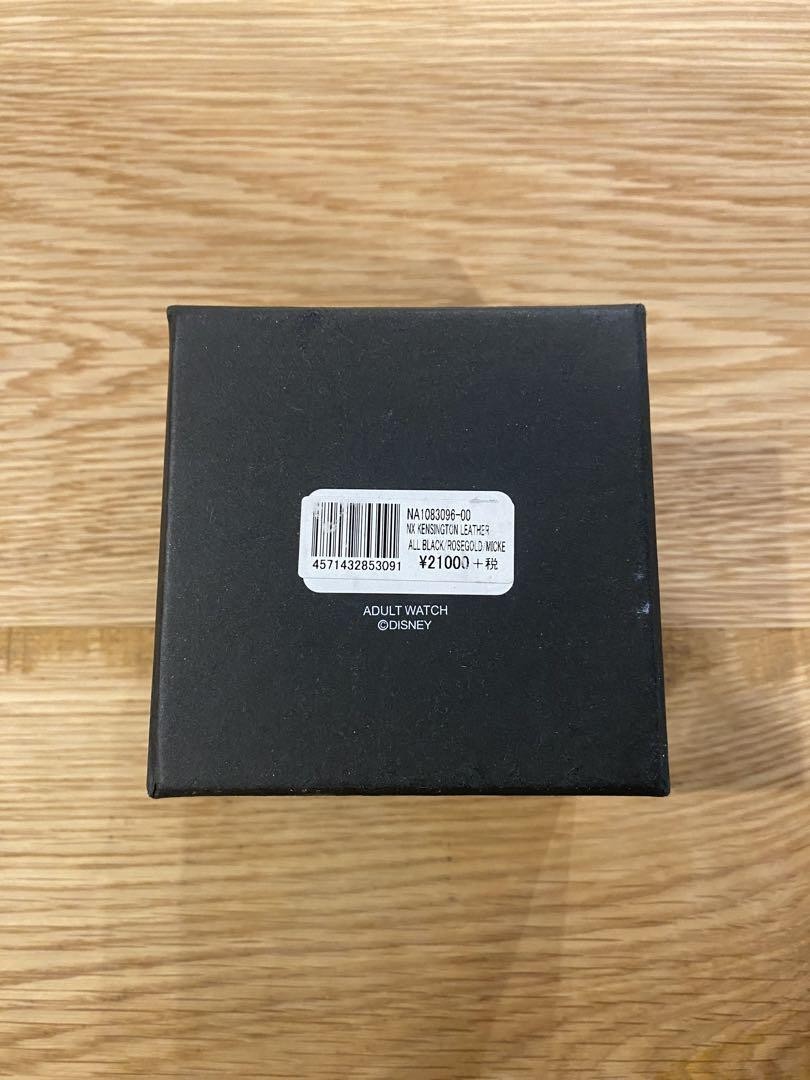 NA1083096-00
NX KENSINGTON LEATHER
ALL BLACK/ROSEGOLD/MICKE
4571432853091
¥21000+税
ADULT WATCH
©DISNEY